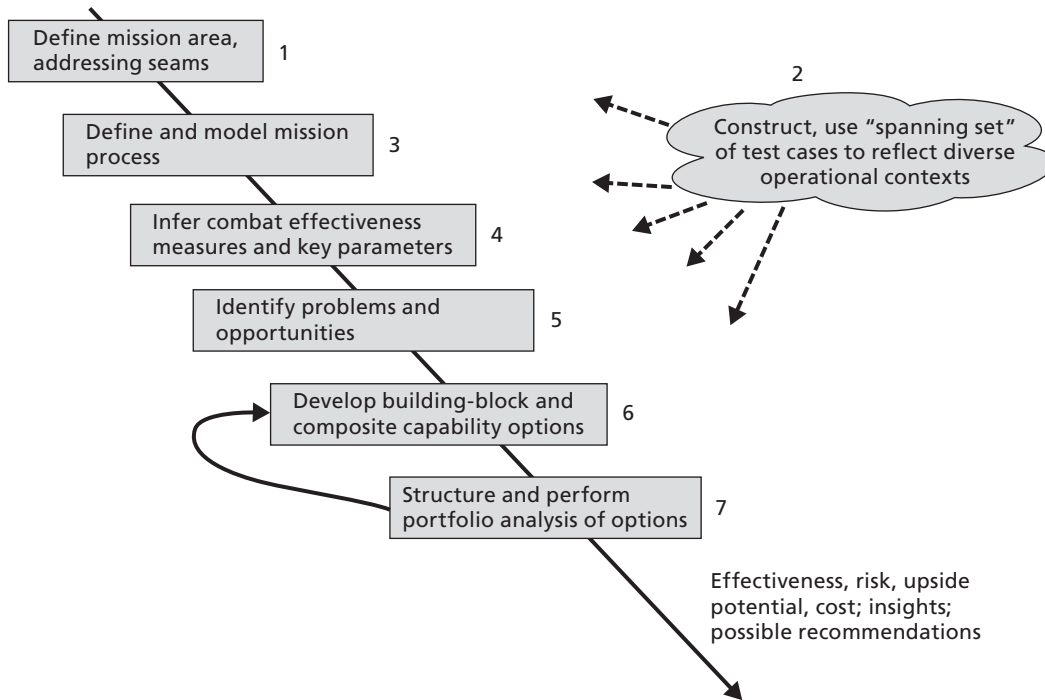 Define mission area,
addressing seams
1
2
Construct, use “spanning set”
of test cases to reflect diverse
operational contexts
Define and model mission
process
3
Infer combat effectiveness
measures and key parameters
4
Identify problems and
opportunities
5
Develop building-block and
composite capability options
6
Structure and perform
portfolio analysis of options
7
Effectiveness, risk, upside
potential, cost; insights;
possible recommendations